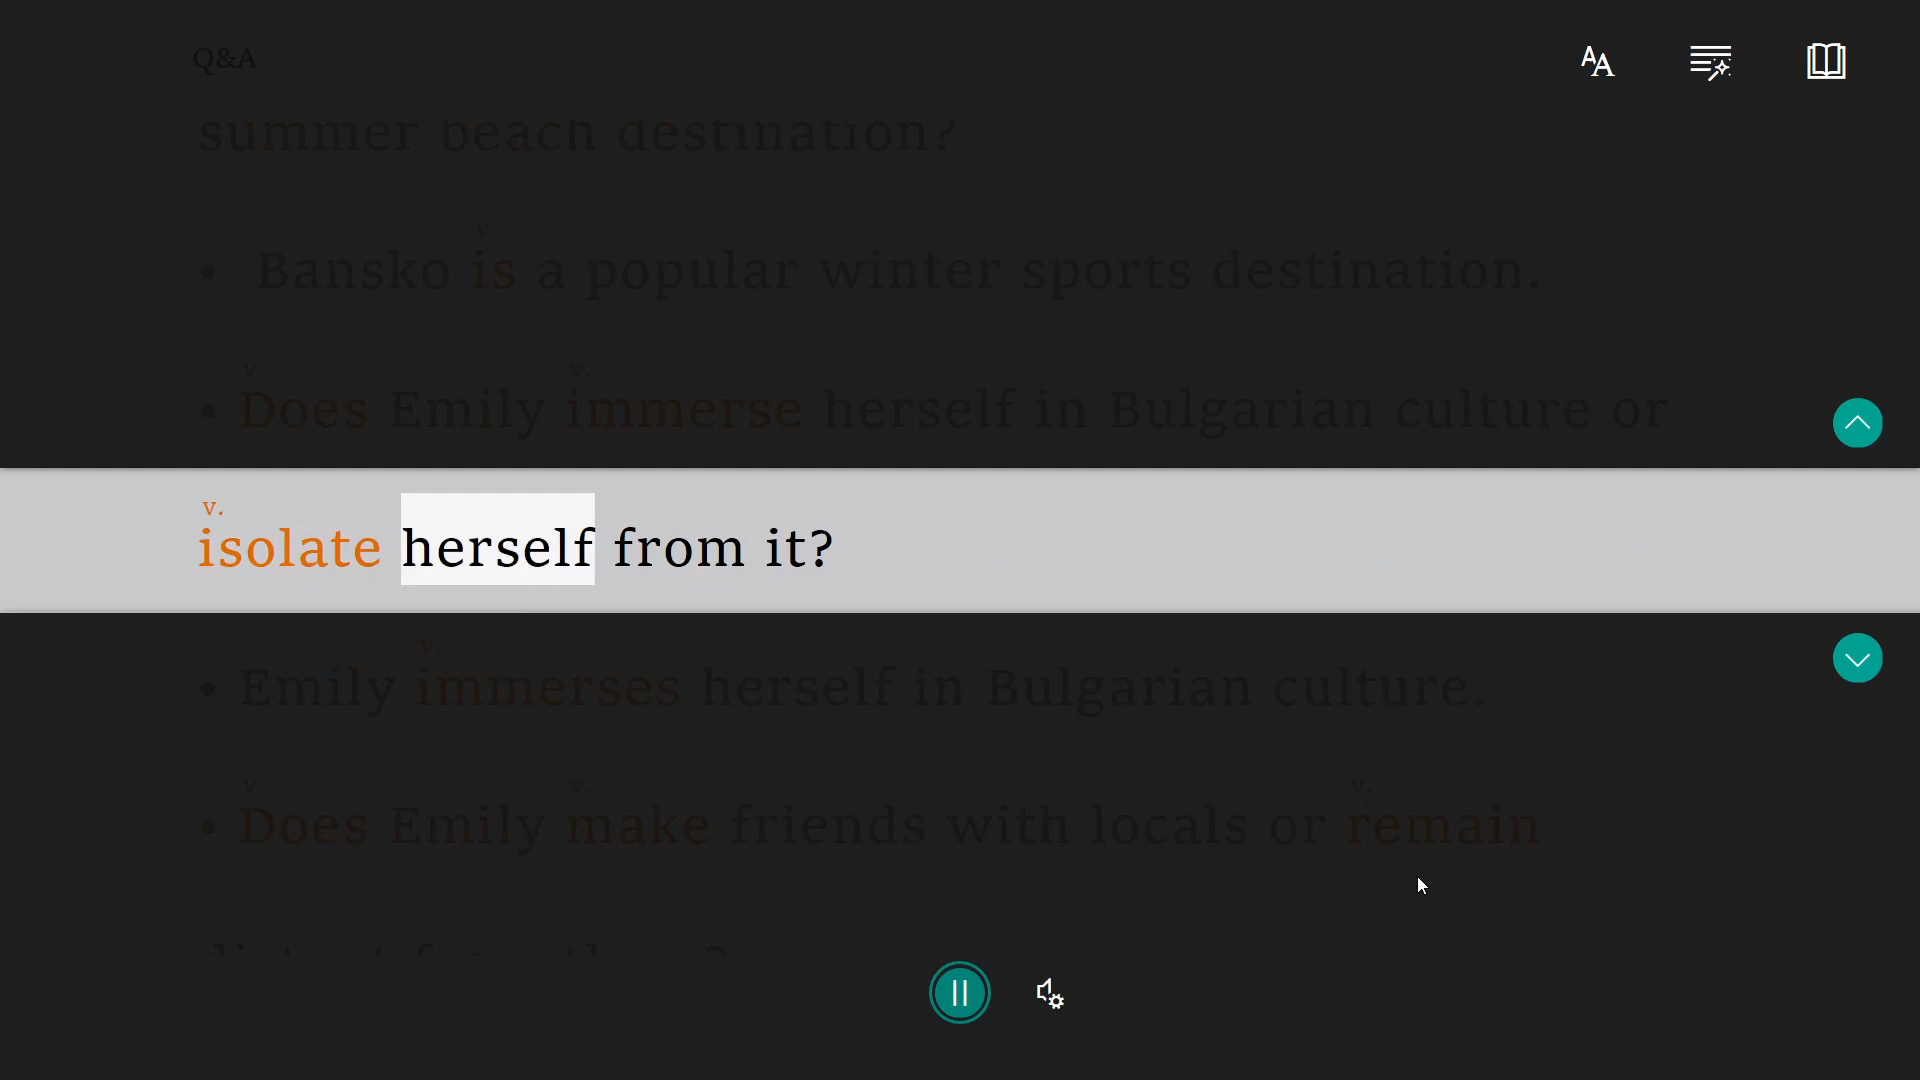 Q&A
summer beach destination?
v.
• Bansko is a popular winter sports destination.
v. v.
• Does Emily immerse herself in Bulgarian culture or
v.
isolate herself from it?
v.
• Emily immerses herself in Bulgarian culture.
v. v. v.
• Does Emily make friends with locals or remain